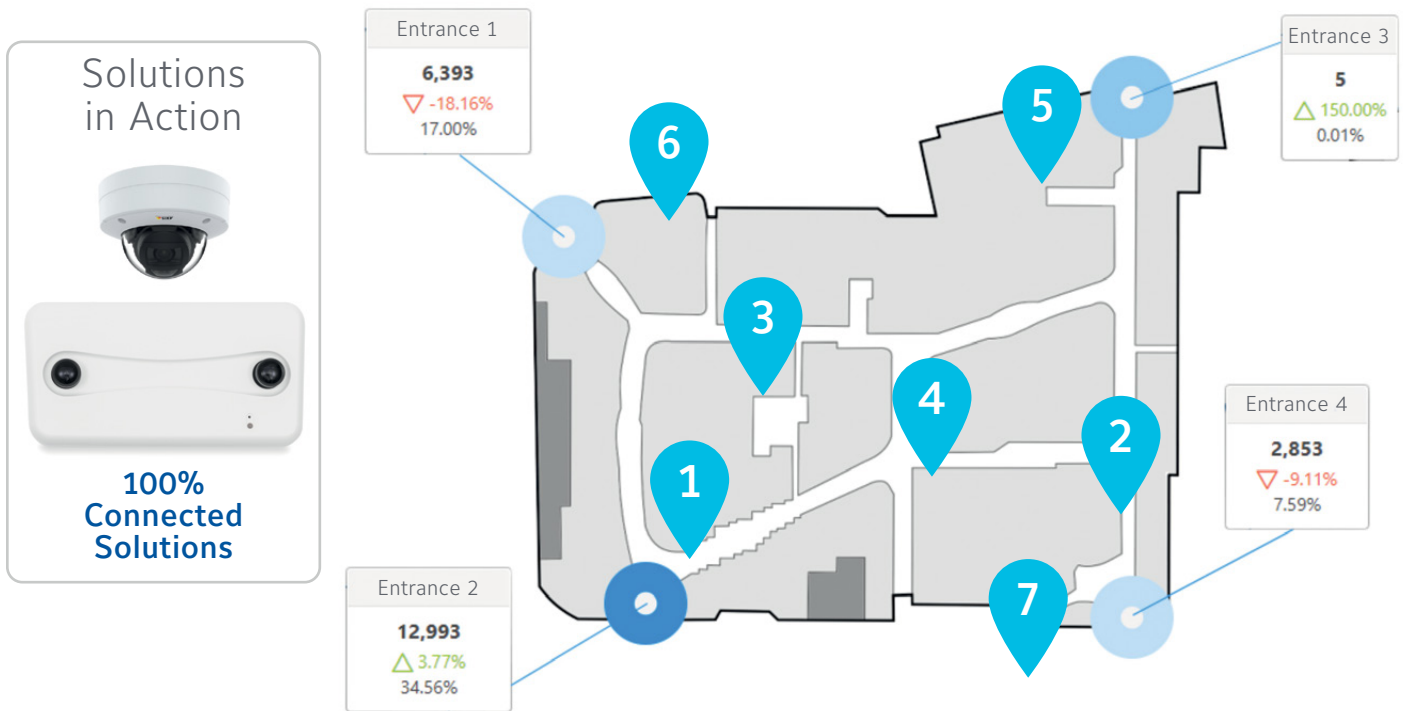 Solutions
in Action
100%
Connected
Solutions
Entrance 1
6,393
-18.16%
17.00%
Entrance 3
5
150.00%
0.01%
Entrance 4
2,853
-9.11%
7.59%
Entrance 2
12,993
3.77%
34.56%
6
5
3
4
2
1
7